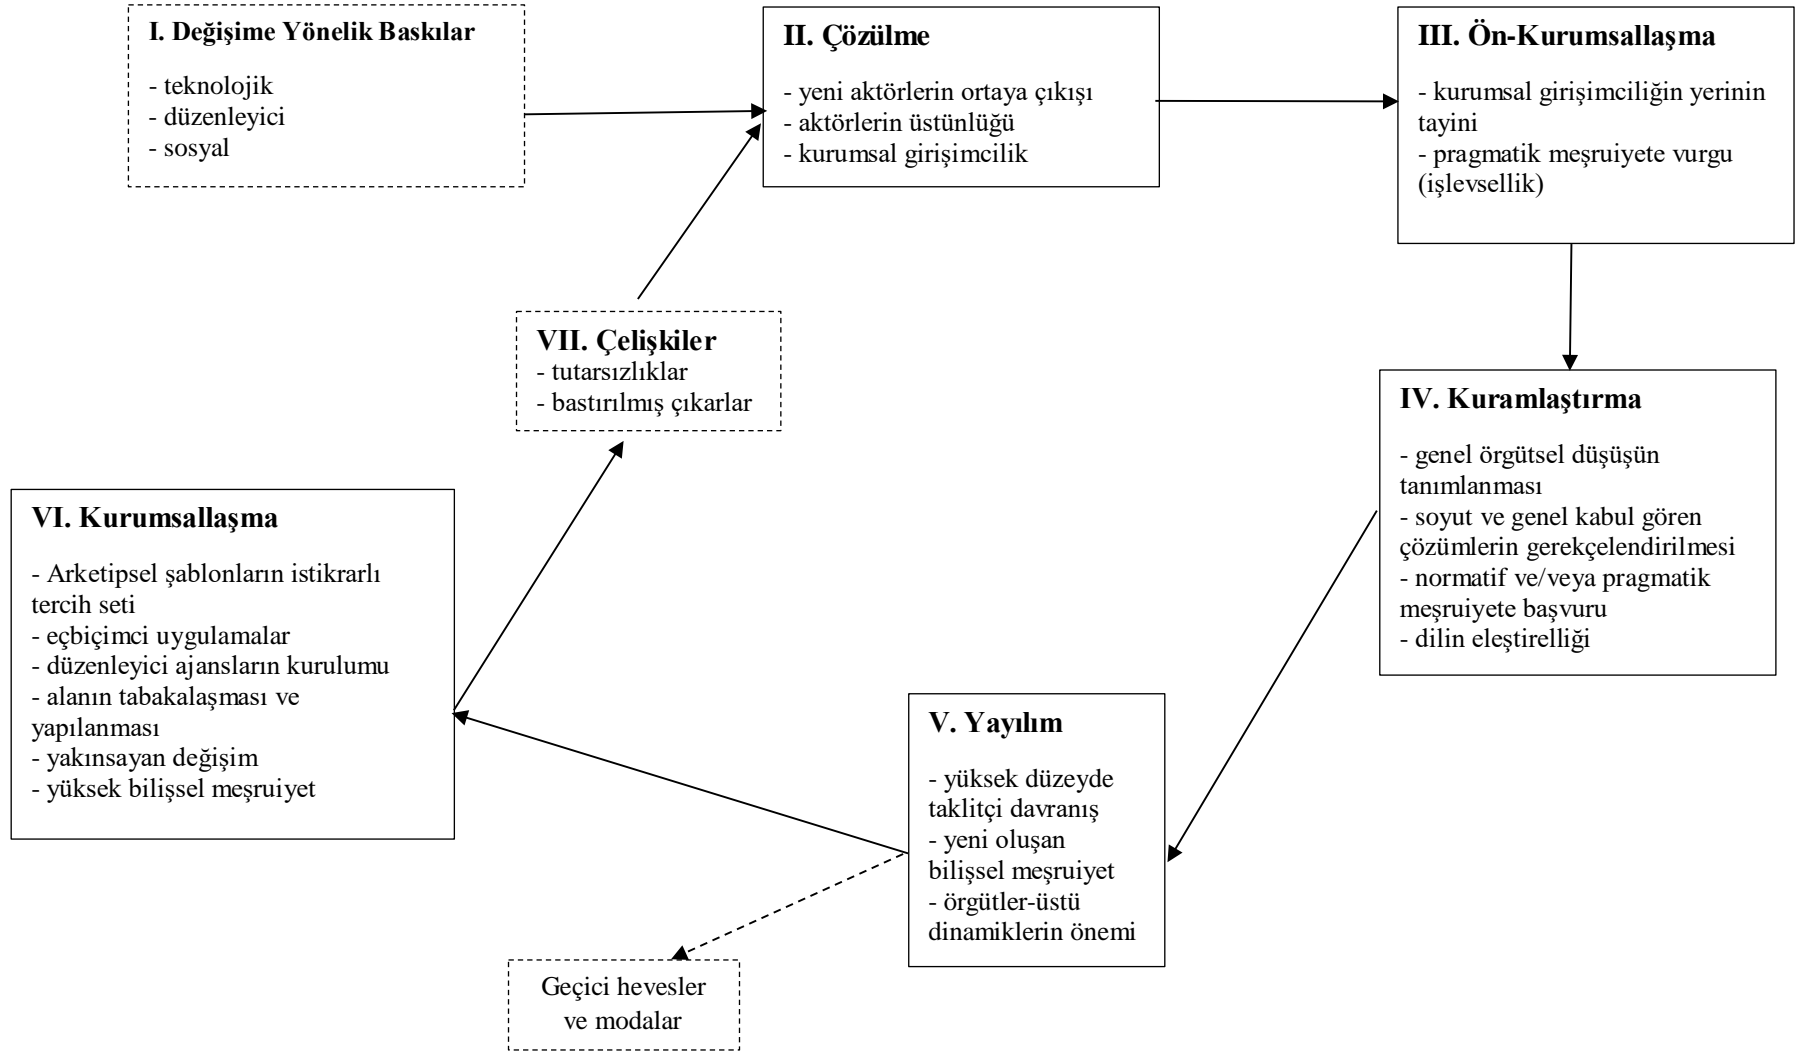 I. Değişime Yönelik Baskılar
- teknolojik
- düzenleyici
- sosyal
II. Çözülme
- yeni aktörlerin ortaya çıkışı
- aktörlerin üstünlüğü
- kurumsal girişimcilik
III. Ön-Kurumsallaşma
- kurumsal girişimciliğin yerinin
tayini
- pragmatik meşruiyete vurgu
(işlevsellik)
IV. Kuramlaştırma
- genel örgütsel düşüşün
tanımlanması
- soyut ve genel kabul gören
çözümlerin gerekçelendirilmesi
- normatif ve/veya pragmatik
meşruiyete başvuru
- dilin eleştirelliği
V. Yayılım
- yüksek düzeyde
taklitçi davranış
- yeni oluşan
bilişsel meşruiyet
- örgütler-üstü
dinamiklerin önemi
Geçici hevesler
ve modalar
VI. Kurumsallaşma
- Arketipsel şablonların istikrarlı
tercih seti
- eçbiçimci uygulamalar
- düzenleyici ajansların kurulumu
- alanın tabakalaşması ve
yapılanması
- yakınsayan değişim
- yüksek bilişsel meşruiyet
VII. Çelişkiler
- tutarsızlıklar
- bastırılmış çıkarlar